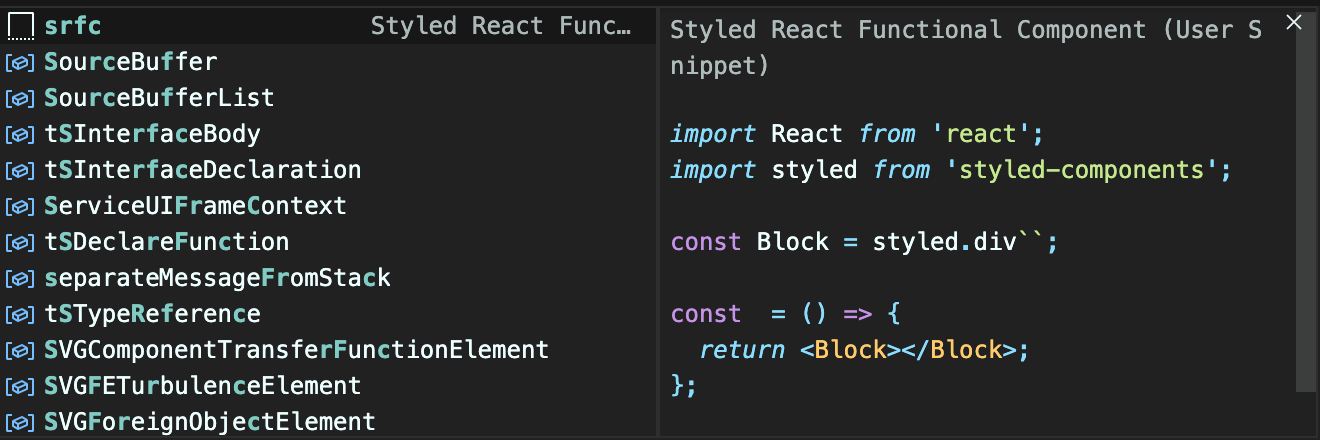 srfc Styled React Func…
SourceBuffer
SourceBufferList
tSInterfaceBody
tSInterfaceDeclaration
ServiceUIFrameContext
tSDeclareFunction
separateMessageFromStack
tSTypeReference
SVGComponentTransferFunctionElement
SVGFETurbulenceElement
SVGForeignObjectElement
Styled React Functional Component (User S
nippet)
import React from 'react';
import styled from 'styled-components';
const Block = styled.div``;
const  = () => {
  return <Block></Block>;
};